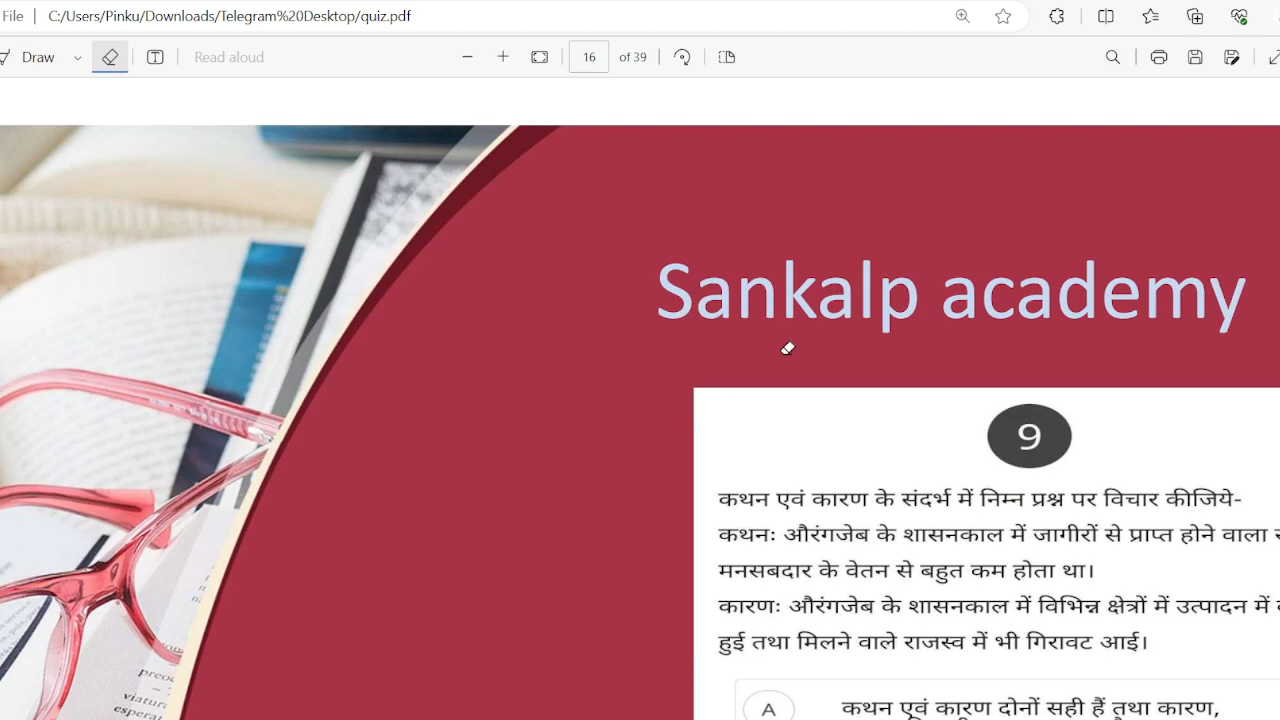 File C:/Users/Pinku/Downloads/Telegram%20Desktop/quiz.pdf
Draw Read aloud 16 of 39
Sankalp academy
9
कथन एवं कारण के संदर्भ में निम्न प्रश्न पर विचार कीजिये-
कथनः औरंगजेब के शासनकाल में जागीरों से प्राप्त होने वाला
मनसबदार के वेतन से बहुत कम होता था।
कारणः औरंगजेब के शासनकाल में विभिन्न क्षेत्रों में उत्पादन में
हुई तथा मिलने वाले राजस्व में भी गिरावट आई।
A कथन एवं कारण दोनों सही हैं तथा कारण,